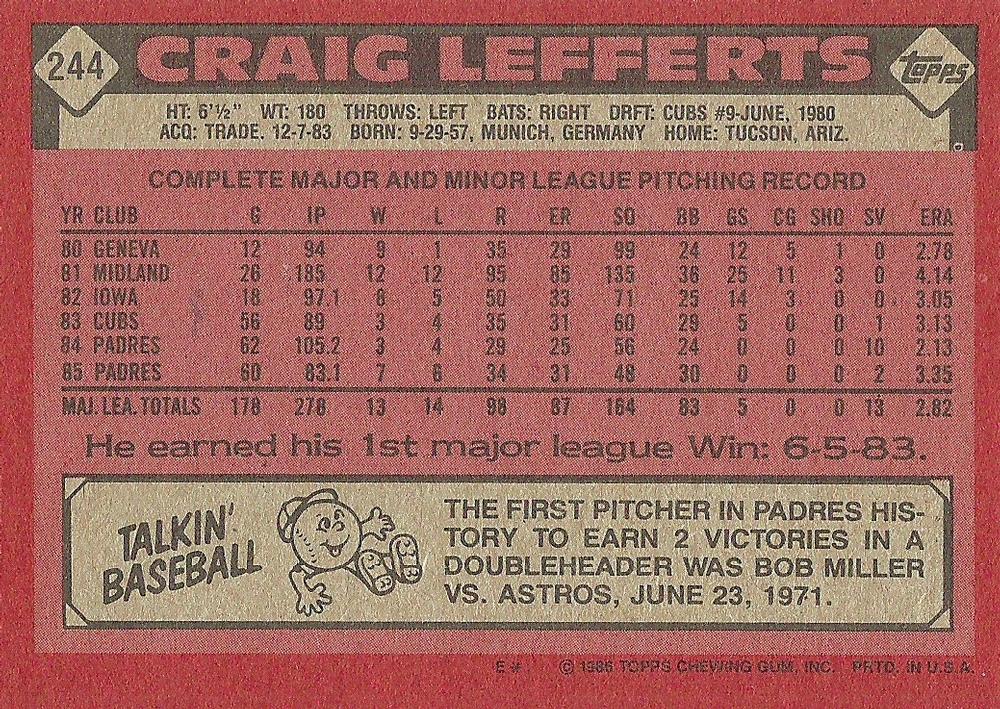 244 CRAIG LEFFERTS TOPPS
HT: 6'½" WT: 180 THROWS: LEFT BATS: RIGHT DRFT: CUBS #9-JUNE, 1980
ACQ: TRADE. 12-7-83 BORN: 9-29-57, MUNICH, GERMANY HOME: TUCSON, ARIZ.
COMPLETE MAJOR AND MINOR LEAGUE PITCHING RECORD
YR CLUB G IP W L R ER SO BB GS CG SHO SV ERA
80 GENEVA 12 94 9 1 35 29 99 24 12 5 1 0 2.78
81 MIDLAND 26 185 12 12 95 85 135 36 25 11 3 0 4.14
82 IOWA 18 97.1 8 5 50 33 71 25 14 3 0 0 3.05
83 CUBS 56 89 3 4 35 31 60 29 5 0 0 1 3.13
84 PADRES 62 105.2 3 4 29 25 56 24 0 0 0 10 2.13
85 PADRES 60 83.1 7 6 34 31 48 30 0 0 0 2 3.35
MAJ. LEA. TOTALS 178 278 13 14 98 87 164 83 5 0 0 13 2.82
He earned his 1st major league Win: 6-5-83.
TALKIN' BASEBALL
THE FIRST PITCHER IN PADRES HIS-
TORY TO EARN 2 VICTORIES IN A
DOUBLEHEADER WAS BOB MILLER
VS. ASTROS, JUNE 23, 1971.
E * © 1986 TOPPS CHEWING GUM, INC. PRTD. IN U.S.A.